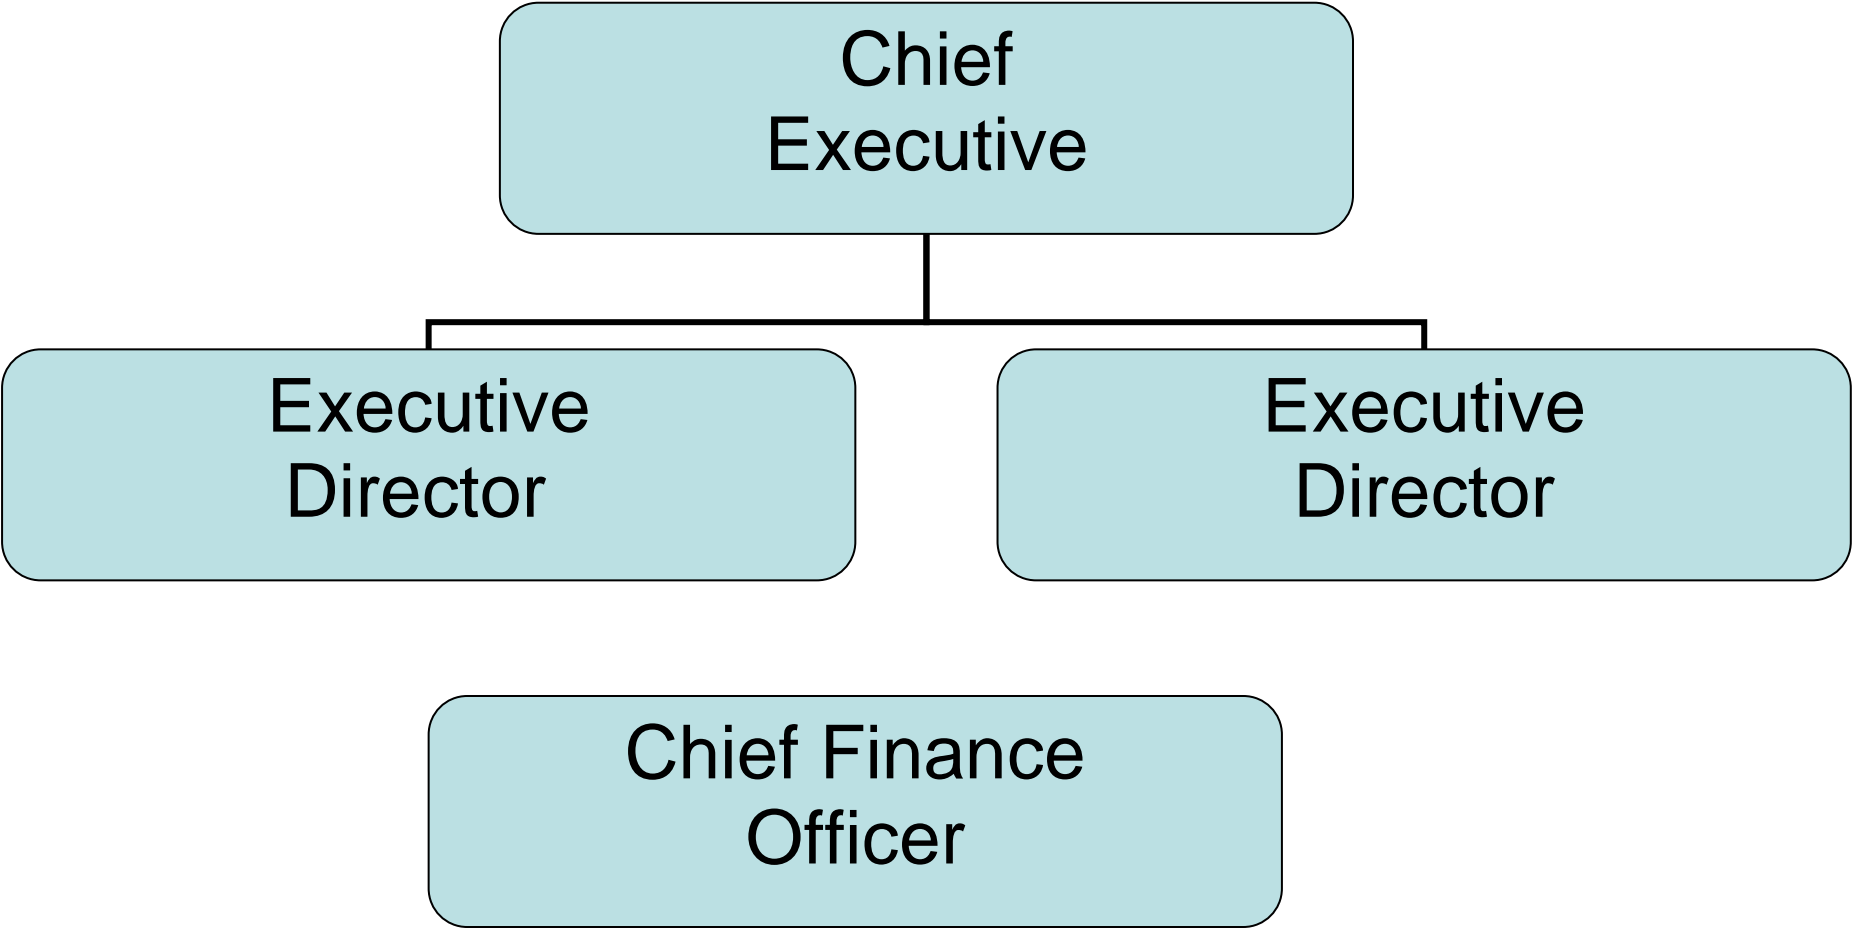 Chief
Executive
Executive
Director
Executive
Director
Chief Finance
Officer